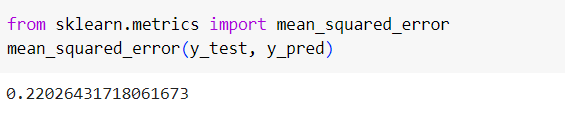 from sklearn.metrics import mean_squared_error
mean_squared_error(y_test, y_pred)
0.22026431718061673